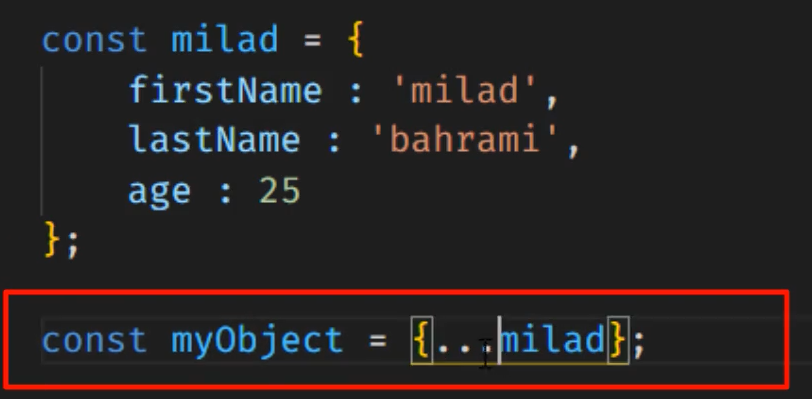 const milad = {
firstName : 'milad',
lastName : 'bahrami',
age : 25
};
const myObject = {...milad};